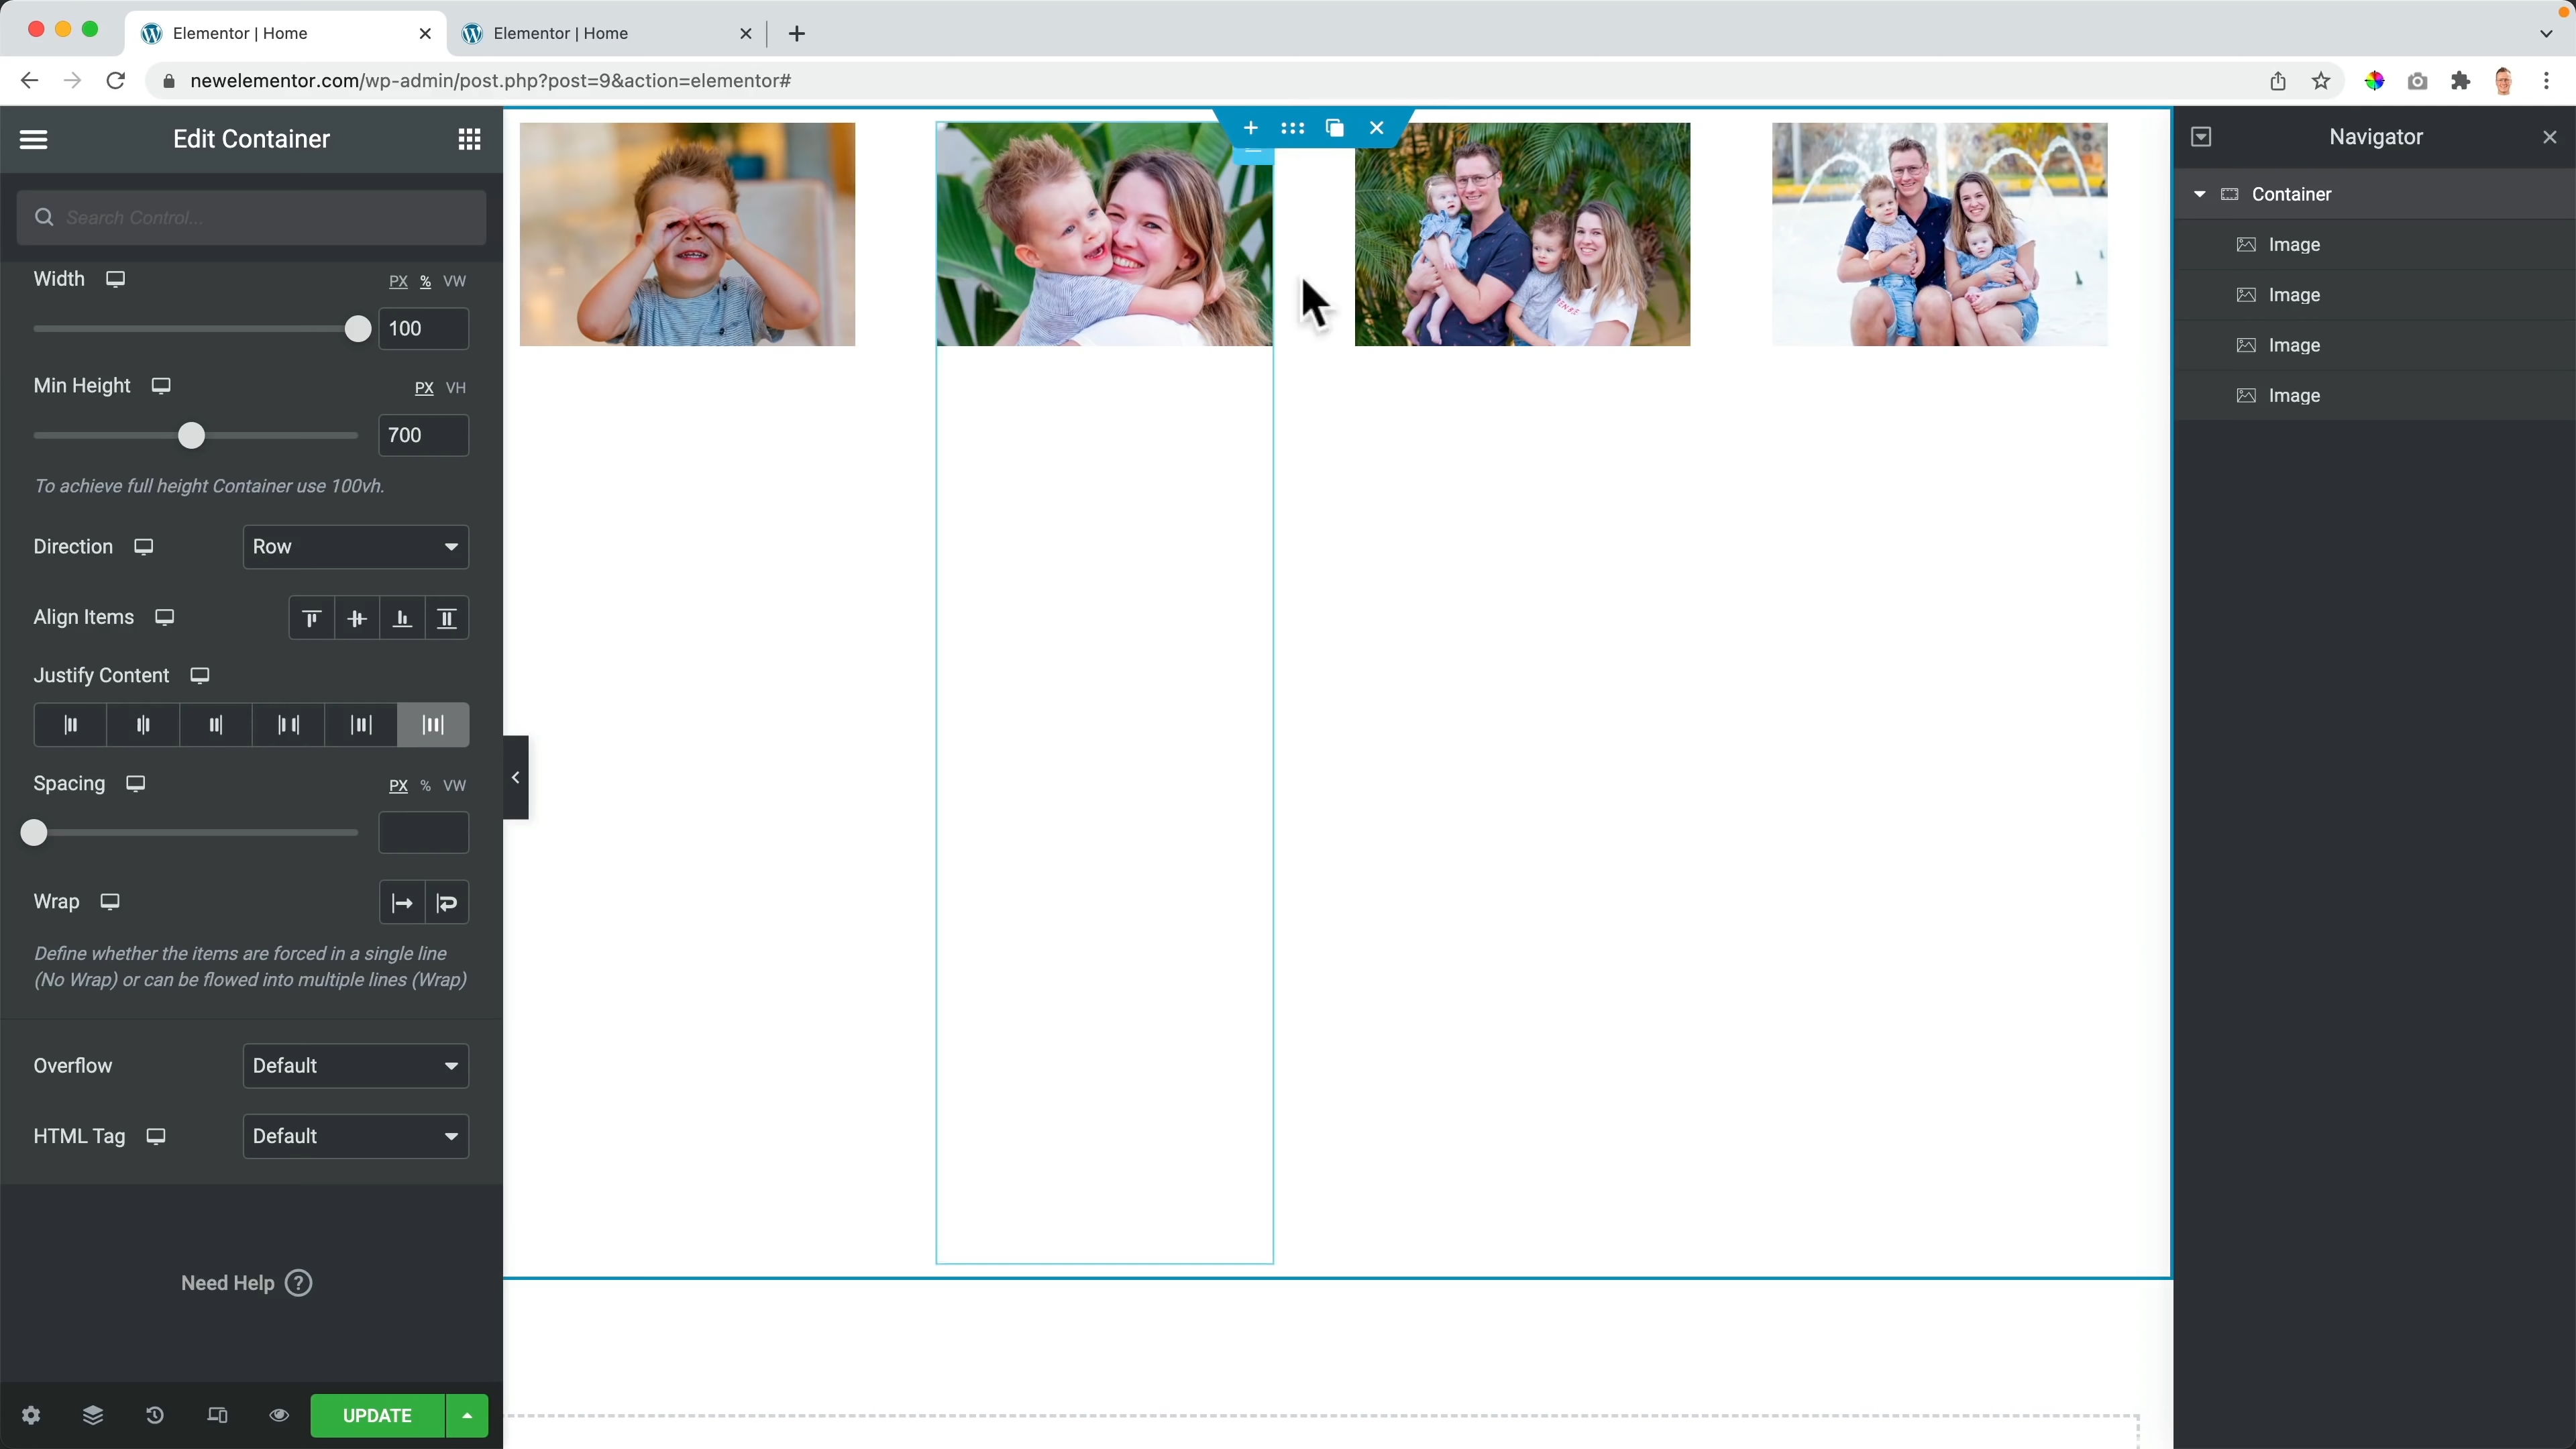 Elementor | Home
Elementor | Home
newelementor.com/wp-admin/post.php?post=9&action=elementor#
Edit Container
Search Control...
Width PX % VW
100
Min Height PX VH
700
To achieve full height Container use 100vh.
Direction Row
Align Items
Justify Content
Spacing PX % VW
Wrap
Define whether the items are forced in a single line
(No Wrap) or can be flowed into multiple lines (Wrap)
Overflow Default
HTML Tag Default
Need Help ?
UPDATE
Navigator
Container
Image
Image
Image
Image